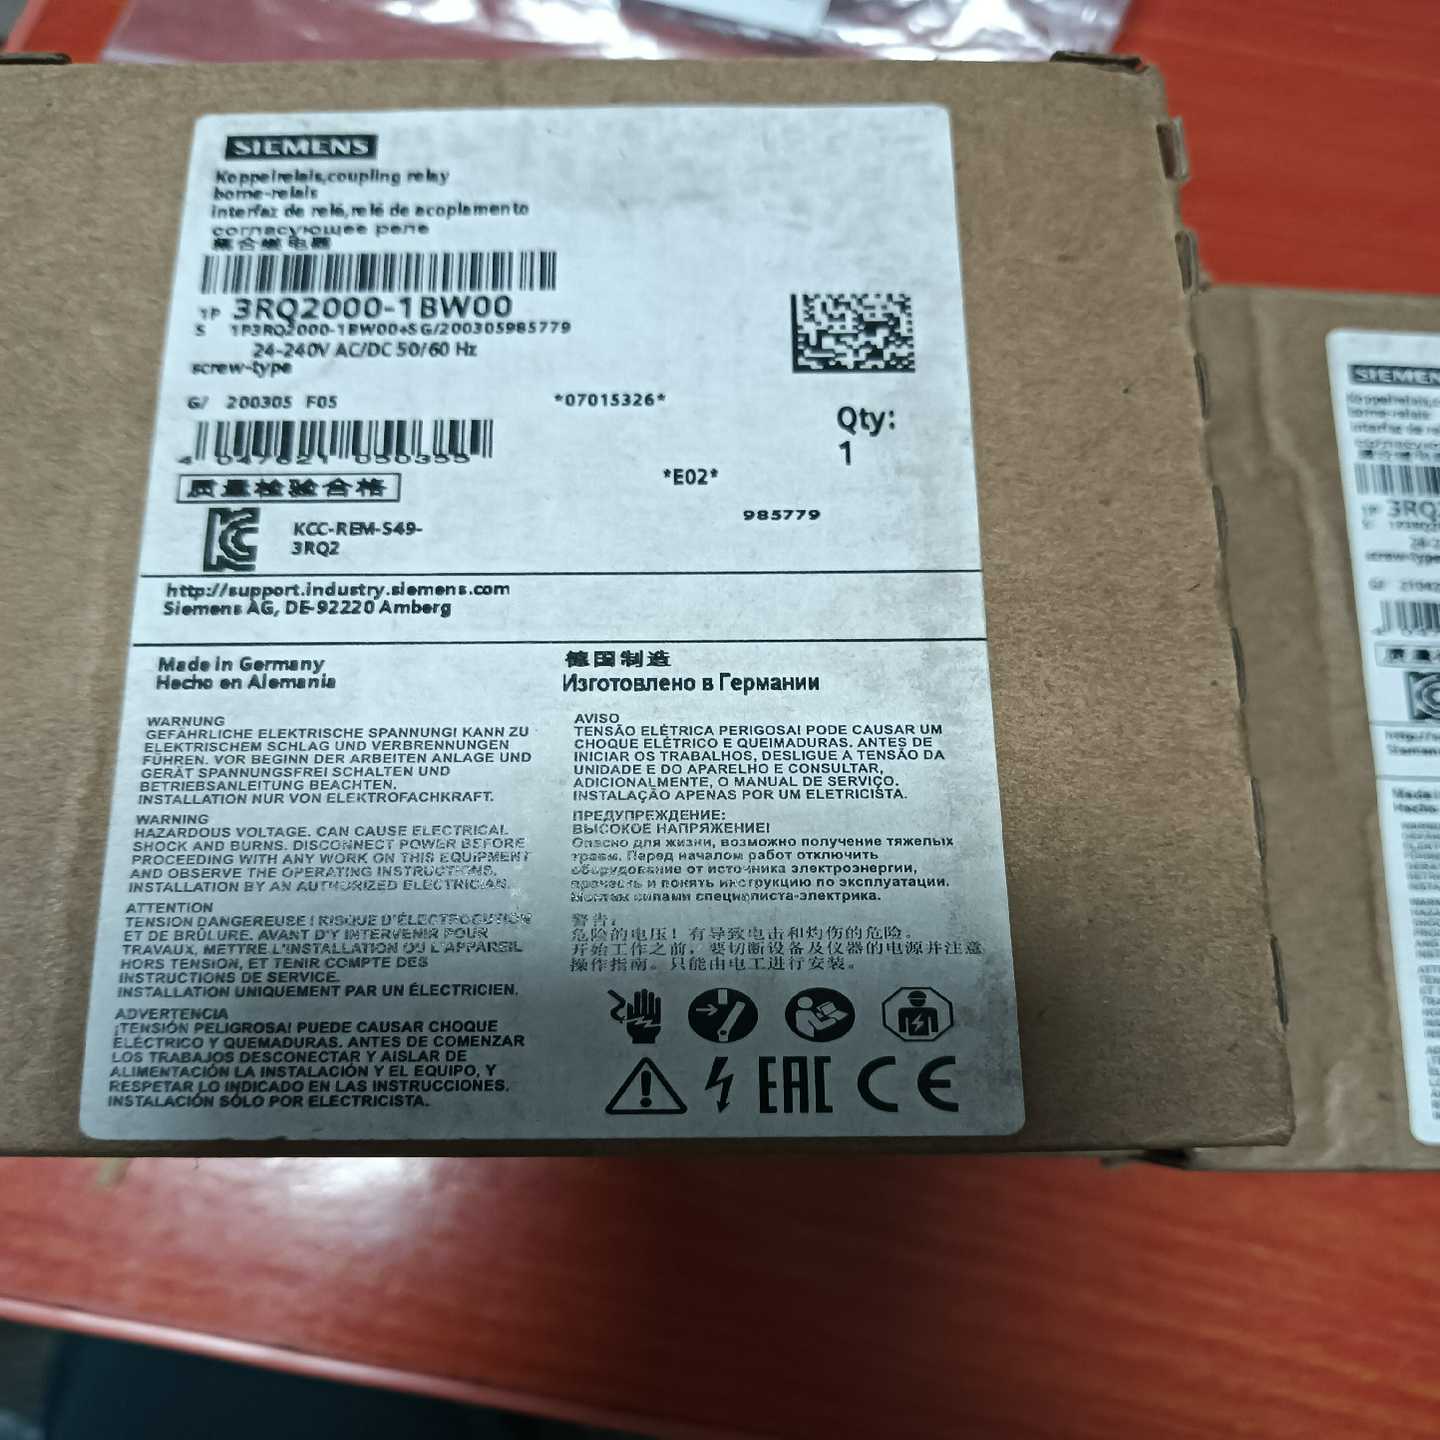 SIEMENS
Koppelrelais,coupling relay
borne-relais
interfaz de relé,relé de acoplamento
согласующее реле
耦合继电器
1P 3RQ2000-1BW00
S 1P3RQ2000-1BW00+SG/200305985779
24-240V AC/DC 50/60 Hz
screw-type
G/ 200305 F05
*07015326*
Qty:
1
质量检验合格
*E02*
985779
KCC-REM-S49-
3RQ2
http://support.industry.siemens.com
Siemens AG, DE-92220 Amberg
Made in Germany
Hecho en Alemania
德国制造
Изготовлено в Германии
WARNUNG
GEFÄHRLICHE ELEKTRISCHE SPANNUNG! KANN ZU
ELEKTRISCHEM SCHLAG UND VERBRENNUNGEN
FÜHREN. VOR BEGINN DER ARBEITEN ANLAGE UND
GERÄT SPANNUNGSFREI SCHALTEN UND
BETRIEBSANLEITUNG BEACHTEN.
INSTALLATION NUR VON ELEKTROFACHKRAFT.
WARNING
HAZARDOUS VOLTAGE. CAN CAUSE ELECTRICAL
SHOCK AND BURNS. DISCONNECT POWER BEFORE
PROCEEDING WITH ANY WORK ON THIS EQUIPMENT
AND OBSERVE THE OPERATING INSTRUCTIONS.
INSTALLATION BY AN AUTHORIZED ELECTRICIAN.
ATTENTION
TENSION DANGEREUSE ! RISQUE D'ÉLECTROCUTION
ET DE BRÛLURE. AVANT D'Y INTERVENIR POUR
TRAVAUX, METTRE L'INSTALLATION OU L'APPAREIL
HORS TENSION, ET TENIR COMPTE DES
INSTRUCTIONS DE SERVICE.
INSTALLATION UNIQUEMENT PAR UN ÉLECTRICIEN.
ADVERTENCIA
¡TENSIÓN PELIGROSA! PUEDE CAUSAR CHOQUE
ELÉCTRICO Y QUEMADURAS. ANTES DE COMENZAR
LOS TRABAJOS DESCONECTAR Y AISLAR DE
ALIMENTACIÓN LA INSTALACIÓN Y EL EQUIPO, Y
RESPETAR LO INDICADO EN LAS INSTRUCCIONES.
INSTALACIÓN SÓLO POR ELECTRICISTA.
AVISO
TENSÃO ELÉTRICA PERIGOSA! PODE CAUSAR UM
CHOQUE ELÉTRICO E QUEIMADURAS. ANTES DE
INICIAR OS TRABALHOS, DESLIGUE A TENSÃO DA
UNIDADE E DO APARELHO E CONSULTAR,
ADICIONALMENTE, O MANUAL DE SERVIÇO.
INSTALAÇÃO APENAS POR UM ELETRICISTA.
ПРЕДУПРЕЖДЕНИЕ:
ВЫСОКОЕ НАПРЯЖЕНИЕ!
Опасно для жизни, возможно получение тяжелых
травм. Перед началом работ отключить
оборудование от источника электроэнергии,
прочесть и понять инструкцию по эксплуатации.
Монтаж силами специалиста-электрика.
警告:
危险的电压！有导致电击和灼伤的危险。
开始工作之前，要切断设备及仪器的电源并注意
操作指南。只能由电工进行安装。
EAC CE
SIEMENS
3RQ2
screw-type